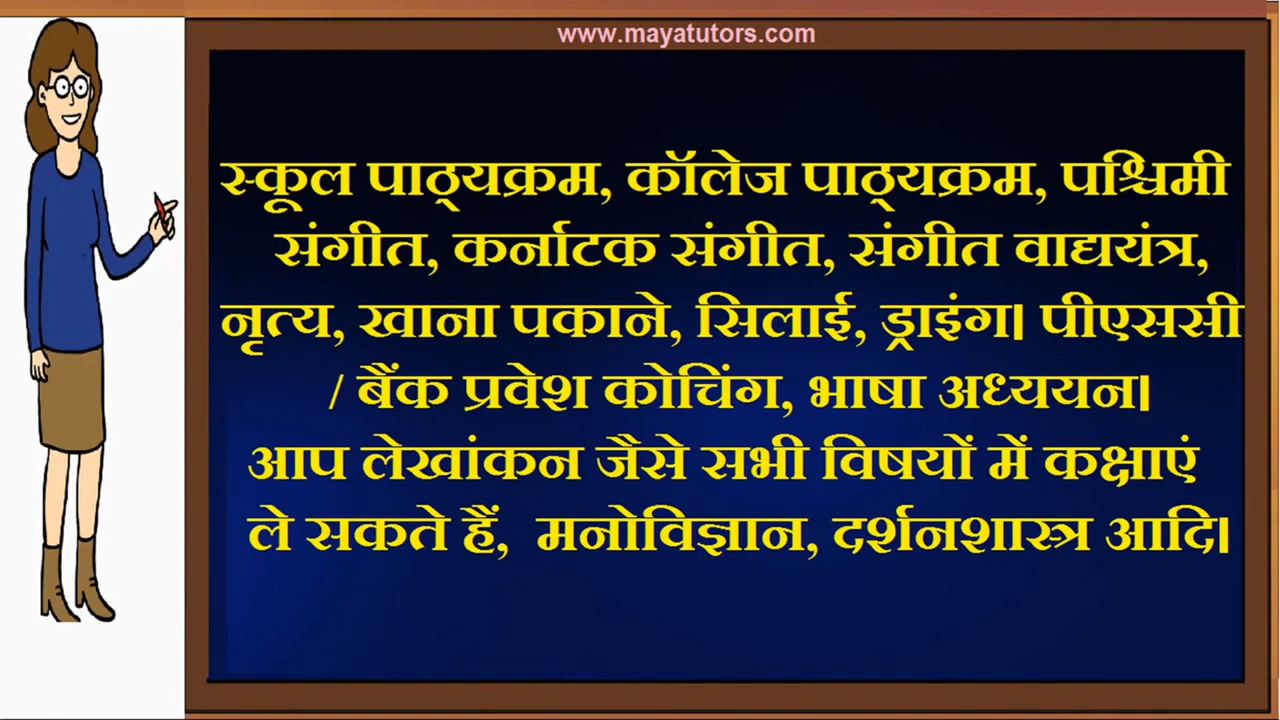 www.mayatutors.com
स्कूल पाठ्यक्रम, कॉलेज पाठ्यक्रम, पश्चिमी
संगीत, कर्नाटक संगीत, संगीत वाद्ययंत्र,
नृत्य, खाना पकाने, सिलाई, ड्राइंग। पीएससी
/ बैंक प्रवेश कोचिंग, भाषा अध्ययन।
आप लेखांकन जैसे सभी विषयों में कक्षाएं
ले सकते हैं, मनोविज्ञान, दर्शनशास्त्र आदि।